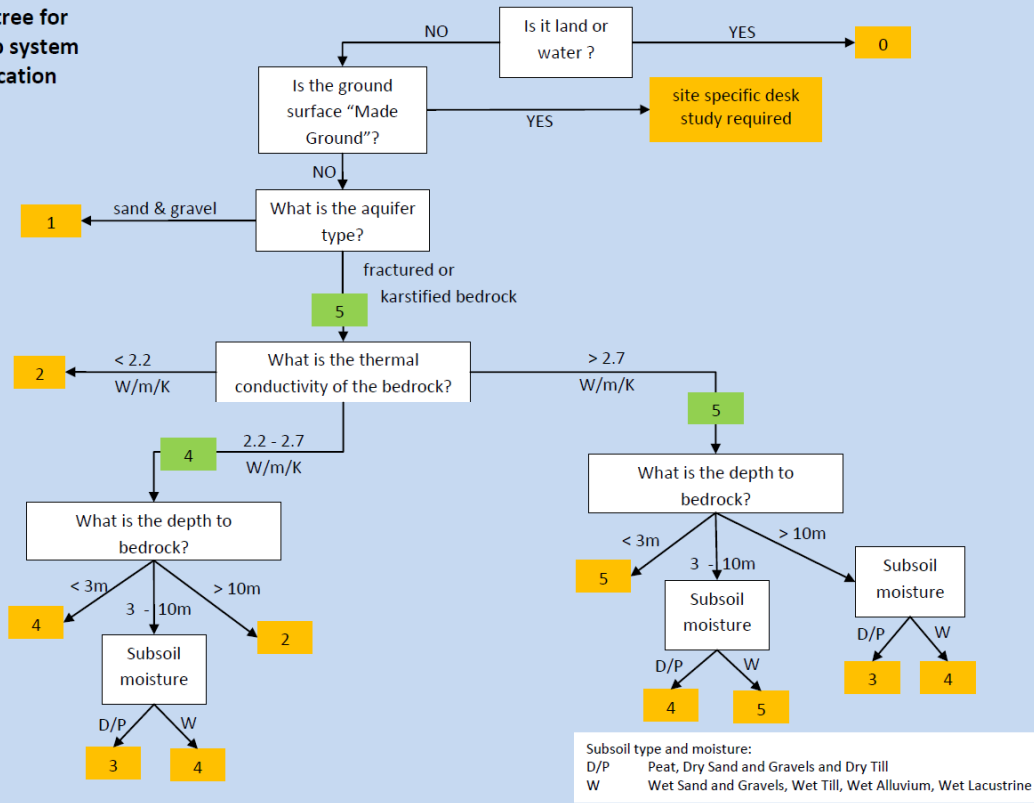 tree for
system
cation
Is it land or
water ?
NO
YES
0
Is the ground
surface “Made
Ground”?
YES
site specific desk
study required
NO
What is the aquifer
type?
sand & gravel
1
fractured or
karstified bedrock
5
What is the thermal
conductivity of the bedrock?
< 2.2
W/m/K
2
> 2.7
W/m/K
5
2.2 - 2.7
W/m/K
4
What is the depth to
bedrock?
< 3m
3 - 10m
> 10m
4
2
Subsoil
moisture
D/P
W
3
4
What is the depth to
bedrock?
< 3m
3 - 10m
> 10m
5
Subsoil
moisture
D/P
W
4
5
Subsoil
moisture
D/P
W
3
4
Subsoil type and moisture:
D/P Peat, Dry Sand and Gravels and Dry Till
W Wet Sand and Gravels, Wet Till, Wet Alluvium, Wet Lacustrine